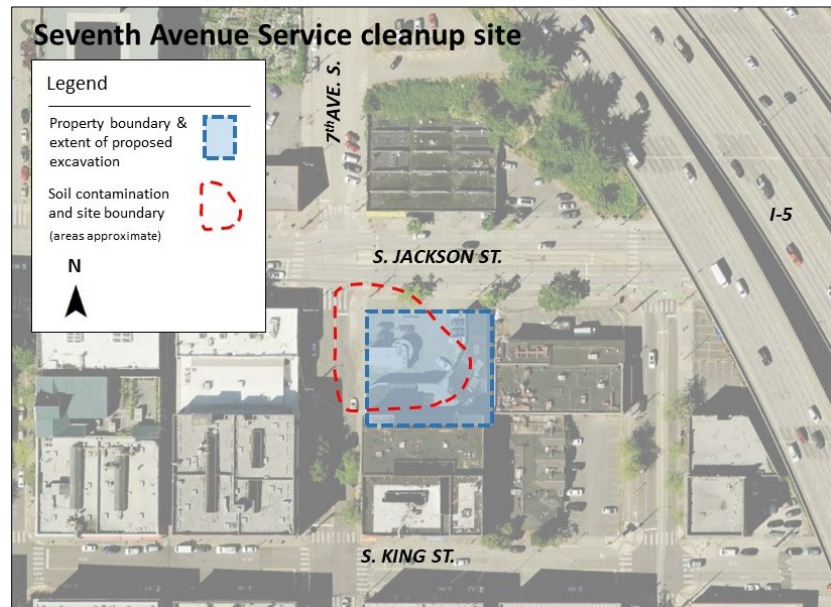 Seventh Avenue Service cleanup site
Legend
Property boundary &
extent of proposed
excavation
Soil contamination
and site boundary
(areas approximate)
N
7th AVE. S.
S. JACKSON ST.
I-5
S. KING ST.